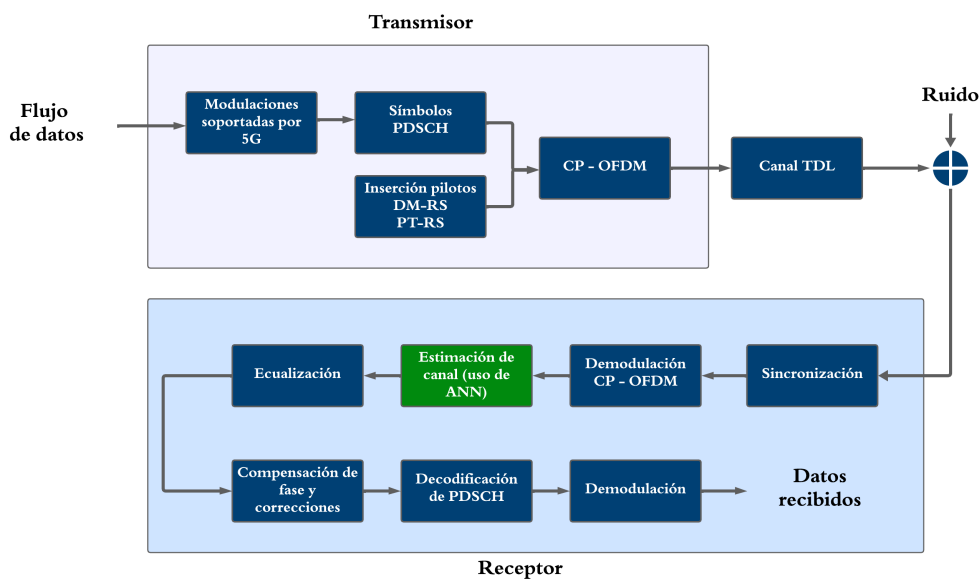 Transmisor
Flujo
de datos
Modulaciones
soportadas por
5G
Símbolos
PDSCH
Inserción pilotos
DM-RS
PT-RS
CP - OFDM
Canal TDL
Ruido
Sincronización
Demodulación
CP - OFDM
Estimación de
canal (uso de
ANN)
Ecualización
Compensación de
fase y
correcciones
Decodificación
de PDSCH
Demodulación
Datos
recibidos
Receptor